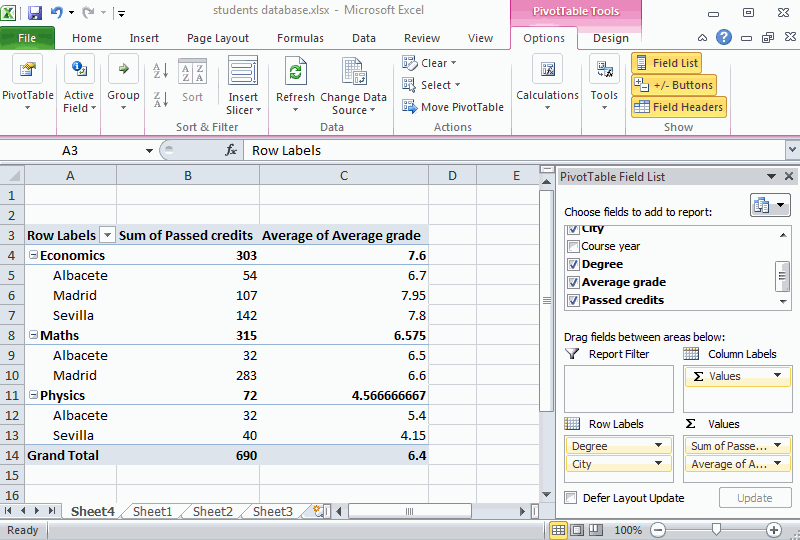 students database.xlsx - Microsoft Excel
PivotTable Tools
File Home Insert Page Layout Formulas Data Review View Options Design
PivotTable
Active Field
Group
A Z
Z A
A Z Z A
Sort
Insert Slicer
Sort & Filter
Refresh
Change Data Source
Data
Clear
Select
Move PivotTable
Actions
Calculations
Tools
Field List
+/- Buttons
Field Headers
Show
A3 fx Row Labels
A B C D E
1
2
3 Row Labels Sum of Passed credits Average of Average grade
4 Economics 303 7.6
5 Albacete 54 6.7
6 Madrid 107 7.95
7 Sevilla 142 7.8
8 Maths 315 6.575
9 Albacete 32 6.5
10 Madrid 283 6.6
11 Physics 72 4.566666667
12 Albacete 32 5.4
13 Sevilla 40 4.15
14 Grand Total 690 6.4
15
16
Sheet4 Sheet1 Sheet2 Sheet3
PivotTable Field List
Choose fields to add to report:
City
Course year
Degree
Average grade
Passed credits
Drag fields between areas below:
Report Filter
Column Labels
Σ Values
Row Labels
Σ Values
Degree
City
Sum of Passe...
Average of A...
Defer Layout Update
Update
Ready
100%